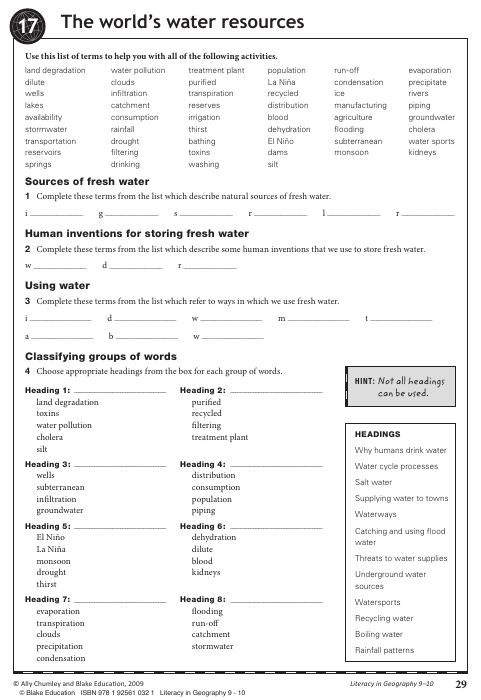 17 The world's water resources
Use this list of terms to help you with all of the following activities.
land degradation water pollution treatment plant population run-off evaporation
dilute clouds purified La Niña condensation precipitate
wells infiltration transpiration recycled ice rivers
lakes catchment reserves distribution manufacturing piping
availability consumption irrigation blood agriculture groundwater
stormwater rainfall thirst dehydration flooding cholera
transportation drought bathing El Niño subterranean water sports
reservoirs filtering toxins dams monsoon kidneys
springs drinking washing silt
Sources of fresh water
1 Complete these terms from the list which describe natural sources of fresh water.
i g s r l r
Human inventions for storing fresh water
2 Complete these terms from the list which describe some human inventions that we use to store fresh water.
w d r
Using water
3 Complete these terms from the list which refer to ways in which we use fresh water.
i d w m t
a b w
Classifying groups of words
4 Choose appropriate headings from the box for each group of words.
HINT: Not all headings
can be used.
Heading 1: Heading 2:
land degradation purified
toxins recycled
water pollution filtering
cholera treatment plant
silt
Heading 3: Heading 4:
wells distribution
subterranean consumption
infiltration population
groundwater piping
Heading 5: Heading 6:
El Niño dehydration
La Niña dilute
monsoon blood
drought kidneys
thirst
Heading 7: Heading 8:
evaporation flooding
transpiration run-off
clouds catchment
precipitation stormwater
condensation
HEADINGS
Why humans drink water
Water cycle processes
Salt water
Supplying water to towns
Waterways
Catching and using flood
water
Threats to water supplies
Underground water
sources
Watersports
Recycling water
Boiling water
Rainfall patterns
© Ally Chumley and Blake Education, 2009 Literacy in Geography 9–10 29
© Blake Education ISBN 978 1 92561 032 1 Literacy in Geography 9 - 10